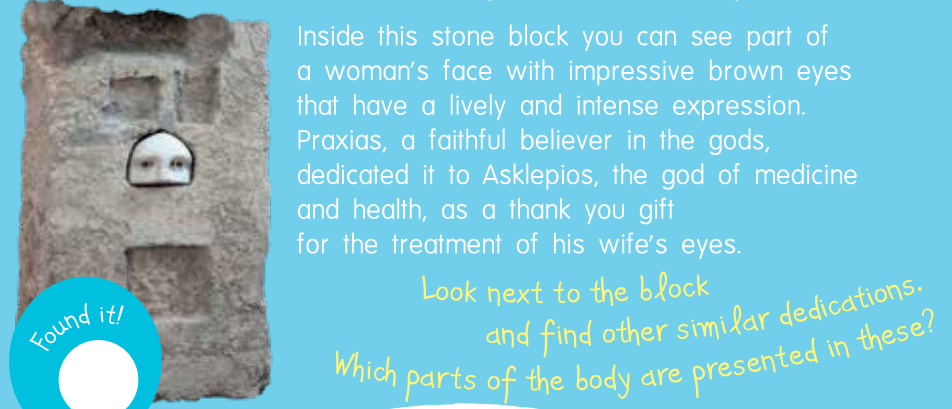 Inside this stone block you can see part of
a woman's face with impressive brown eyes
that have a lively and intense expression.
Praxias, a faithful believer in the gods,
dedicated it to Asklepios, the god of medicine
and health, as a thank you gift
for the treatment of his wife's eyes.
Look next to the block
and find other similar dedications.
Which parts of the body are presented in these?
Found it!